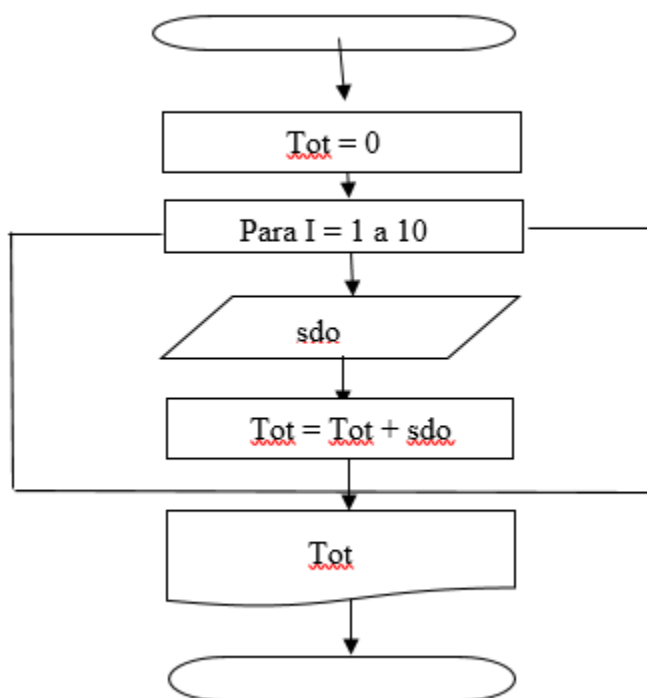 Tot = 0
Para I = 1 a 10
sdo
Tot = Tot + sdo
Tot